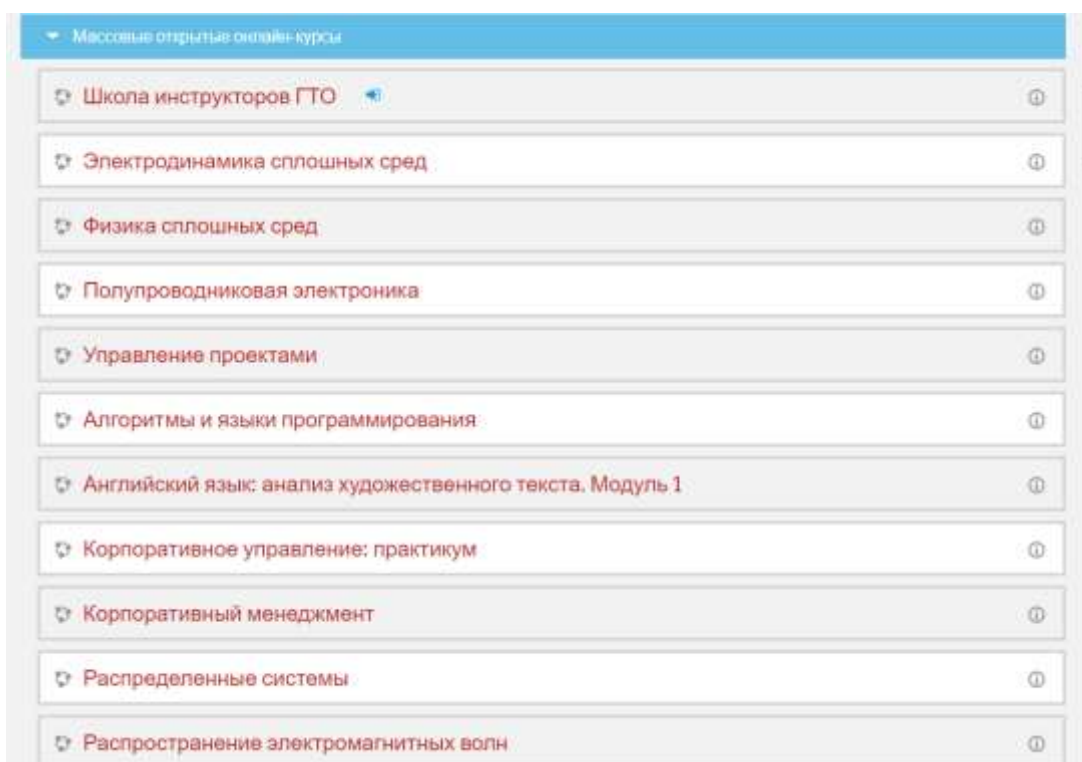 Массовые открытые онлайн-курсы
Школа инструкторов ГТО
Электродинамика сплошных сред
Физика сплошных сред
Полупроводниковая электроника
Управление проектами
Алгоритмы и языки программирования
Английский язык: анализ художественного текста. Модуль 1
Корпоративное управление: практикум
Корпоративный менеджмент
Распределенные системы
Распространение электромагнитных волн